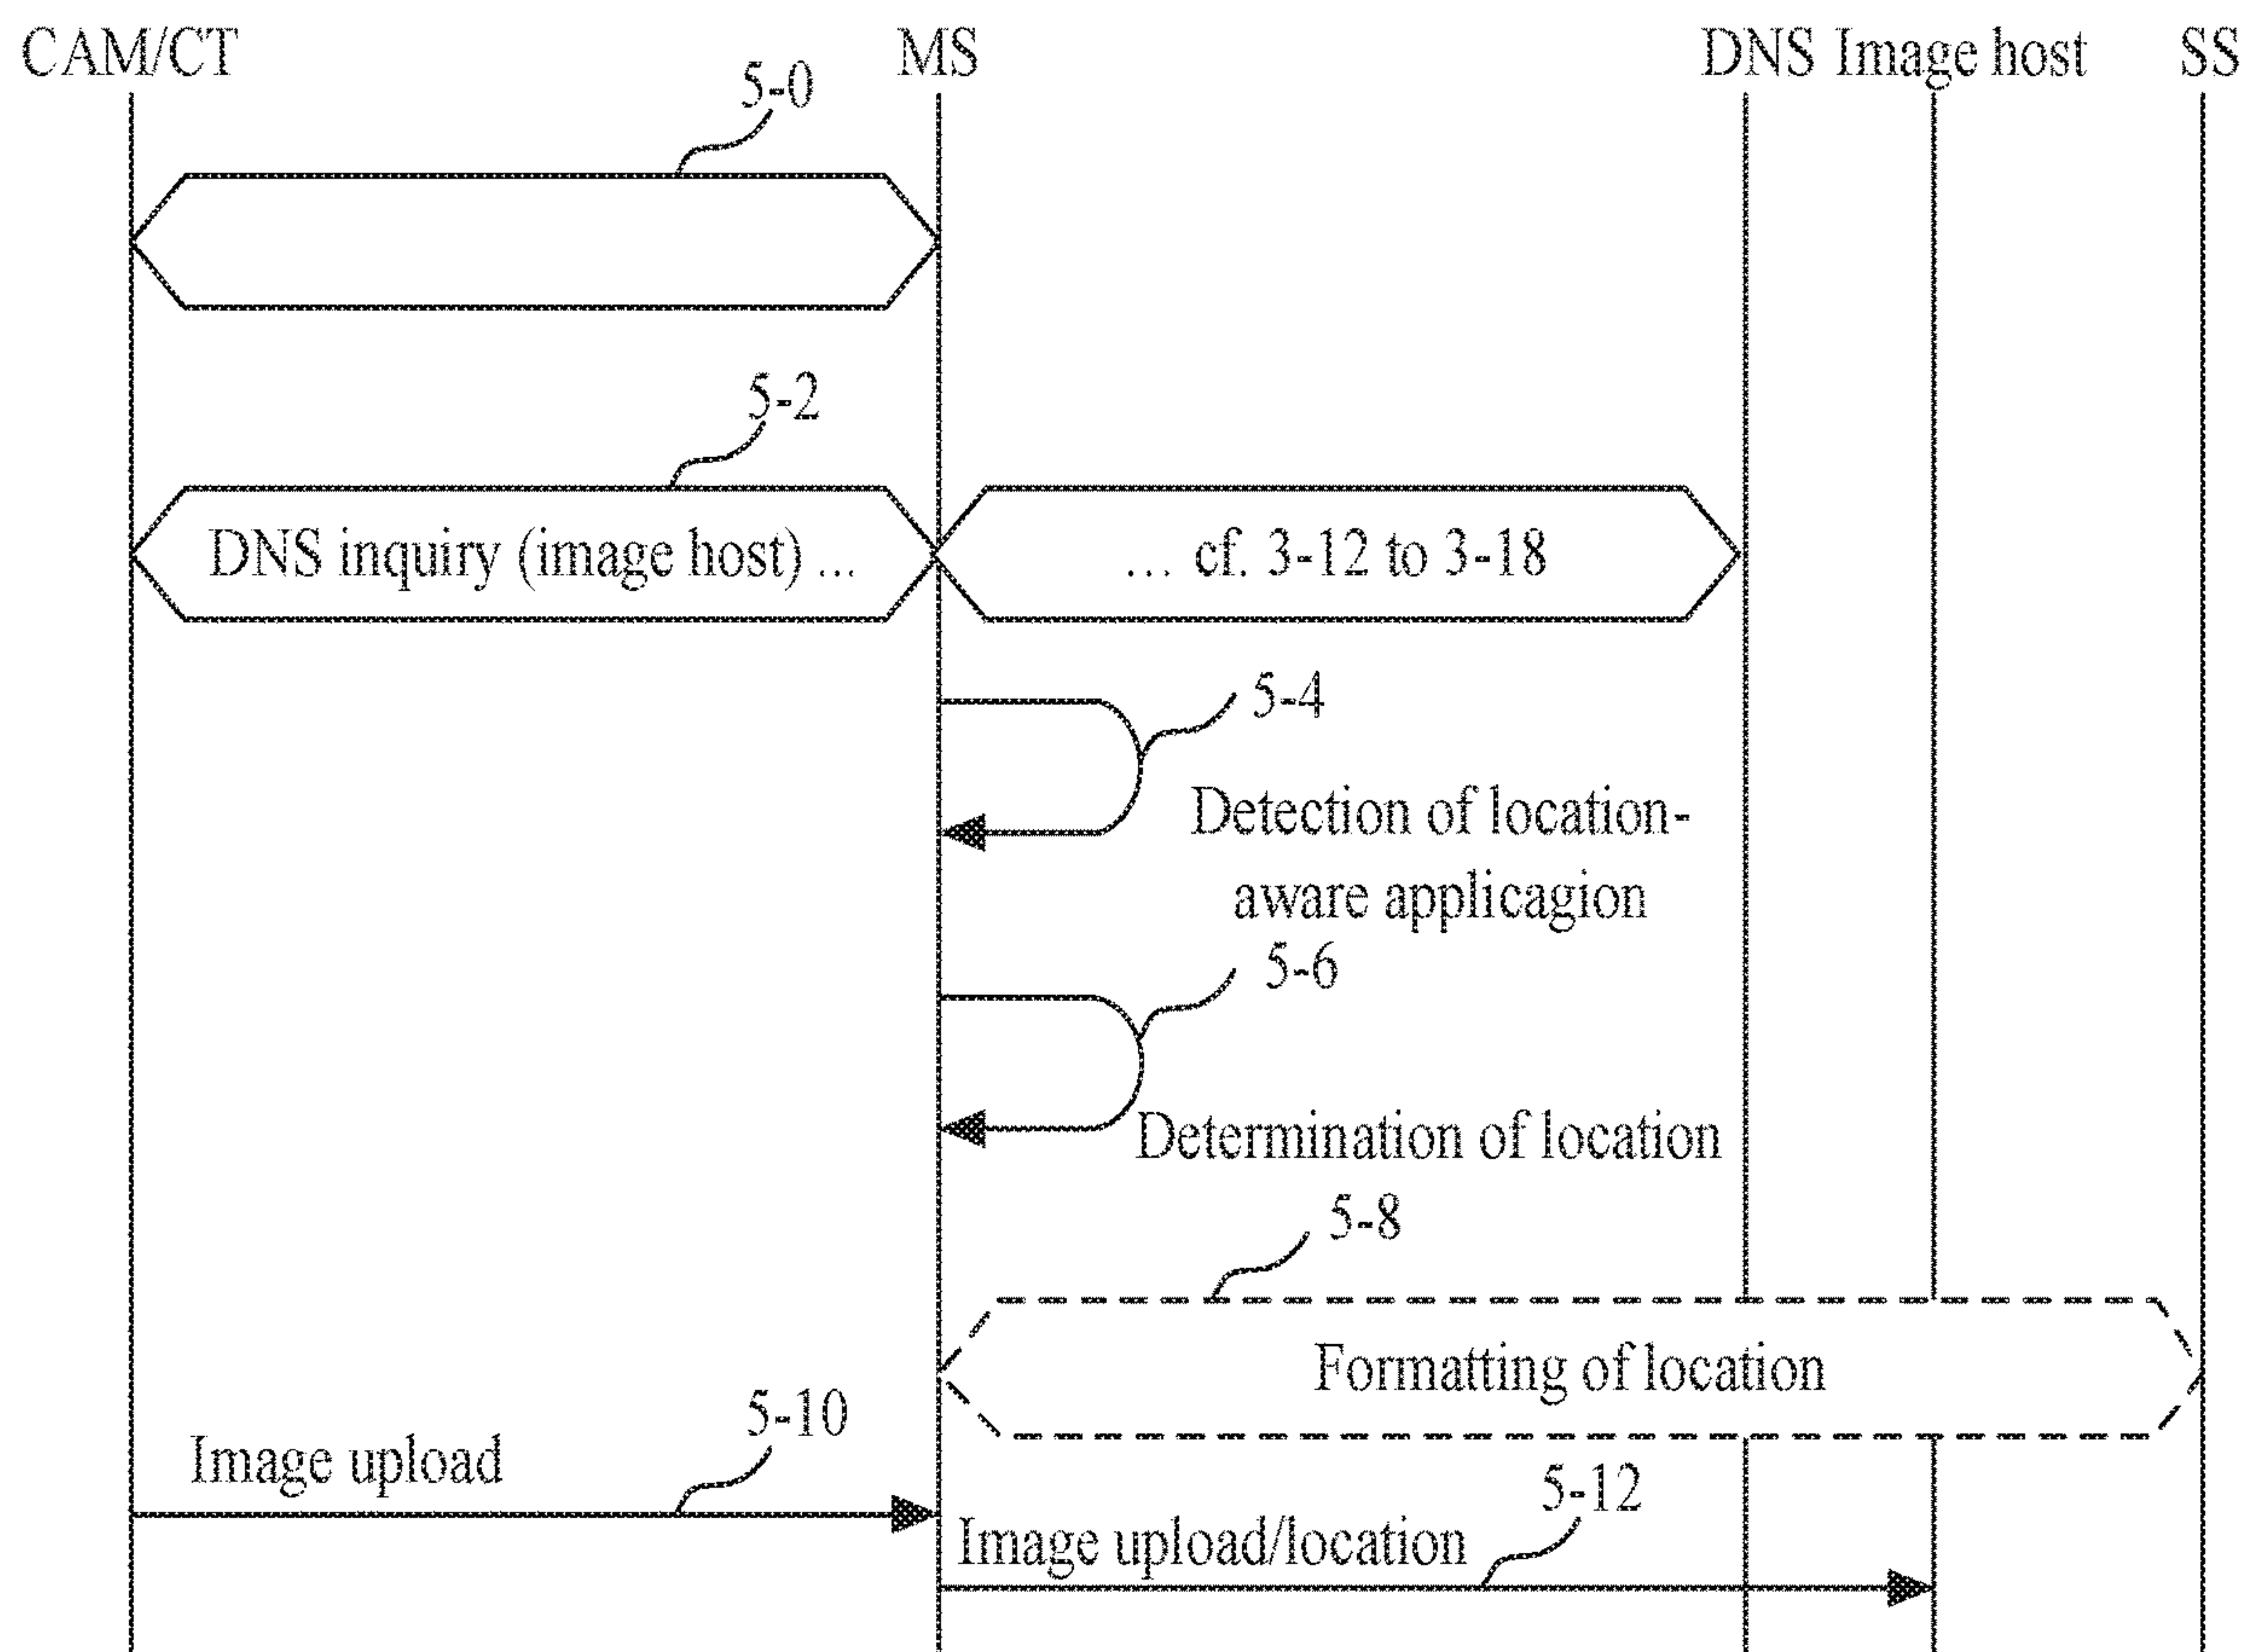 CAM/CT MS DNS Image host SS
5-0
5-2
DNS inquiry (image host) ... ... cf. 3-12 to 3-18
5-4
Detection of location-
aware applicagion
5-6
Determination of location
5-8
Formatting of location
5-10
Image upload
5-12
Image upload/location